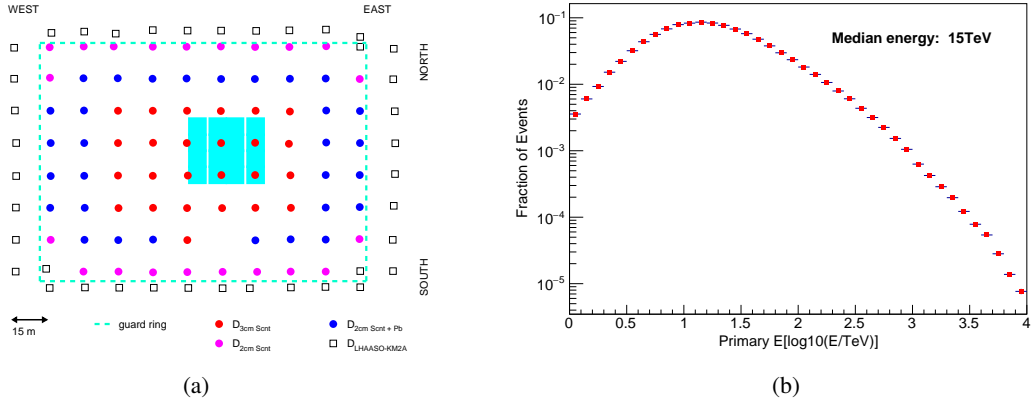 WEST
EAST
NORTH
SOUTH
15 m
guard ring
D3cm Scnt
D2cm Scnt + Pb
D2cm Scnt
DLHAASO-KM2A
(a)
Median energy: 15TeV
Fraction of Events
10−1
10−2
10−3
10−4
10−5
0 0.5 1 1.5 2 2.5 3 3.5 4
Primary E[log10(E/TeV)]
(b)